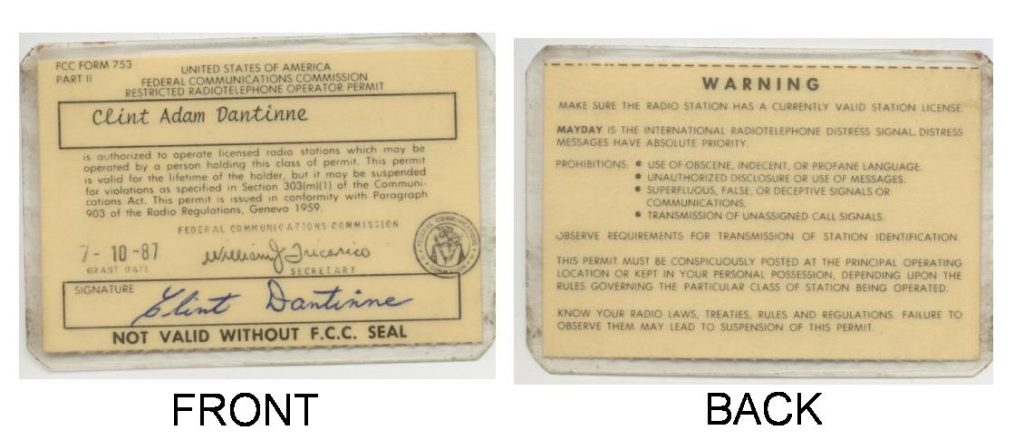 FCC FORM 753
PART II
UNITED STATES OF AMERICA
FEDERAL COMMUNICATIONS COMMISSION
RESTRICTED RADIOTELEPHONE OPERATOR PERMIT
Clint Adam Dantinne
is authorized to operate licensed radio stations which may be
operated by a person holding this class of permit. This permit
is valid for the lifetime of the holder, but it may be suspended
for violations as specified in Section 303(m)(1) of the Communi-
cations Act. This permit is issued in conformity with Paragraph
903 of the Radio Regulations, Geneva 1959.
FEDERAL COMMUNICATIONS COMMISSION
7-10-87
William J Tricarico
GRANT DATE
SECRETARY
SIGNATURE
Clint Dantinne
NOT VALID WITHOUT F.C.C. SEAL
FRONT
WARNING
MAKE SURE THE RADIO STATION HAS A CURRENTLY VALID STATION LICENSE.
MAYDAY IS THE INTERNATIONAL RADIOTELEPHONE DISTRESS SIGNAL. DISTRESS
MESSAGES HAVE ABSOLUTE PRIORITY.
PROHIBITIONS. • USE OF OBSCENE, INDECENT, OR PROFANE LANGUAGE.
• UNAUTHORIZED DISCLOSURE OR USE OF MESSAGES.
• SUPERFLUOUS, FALSE, OR DECEPTIVE SIGNALS OR
COMMUNICATIONS.
• TRANSMISSION OF UNASSIGNED CALL SIGNALS.
OBSERVE REQUIREMENTS FOR TRANSMISSION OF STATION IDENTIFICATION.
THIS PERMIT MUST BE CONSPICUOUSLY POSTED AT THE PRINCIPAL OPERATING
LOCATION OR KEPT IN YOUR PERSONAL POSSESSION, DEPENDING UPON THE
RULES GOVERNING THE PARTICULAR CLASS OF STATION BEING OPERATED.
KNOW YOUR RADIO LAWS, TREATIES, RULES AND REGULATIONS. FAILURE TO
OBSERVE THEM MAY LEAD TO SUSPENSION OF THIS PERMIT.
BACK